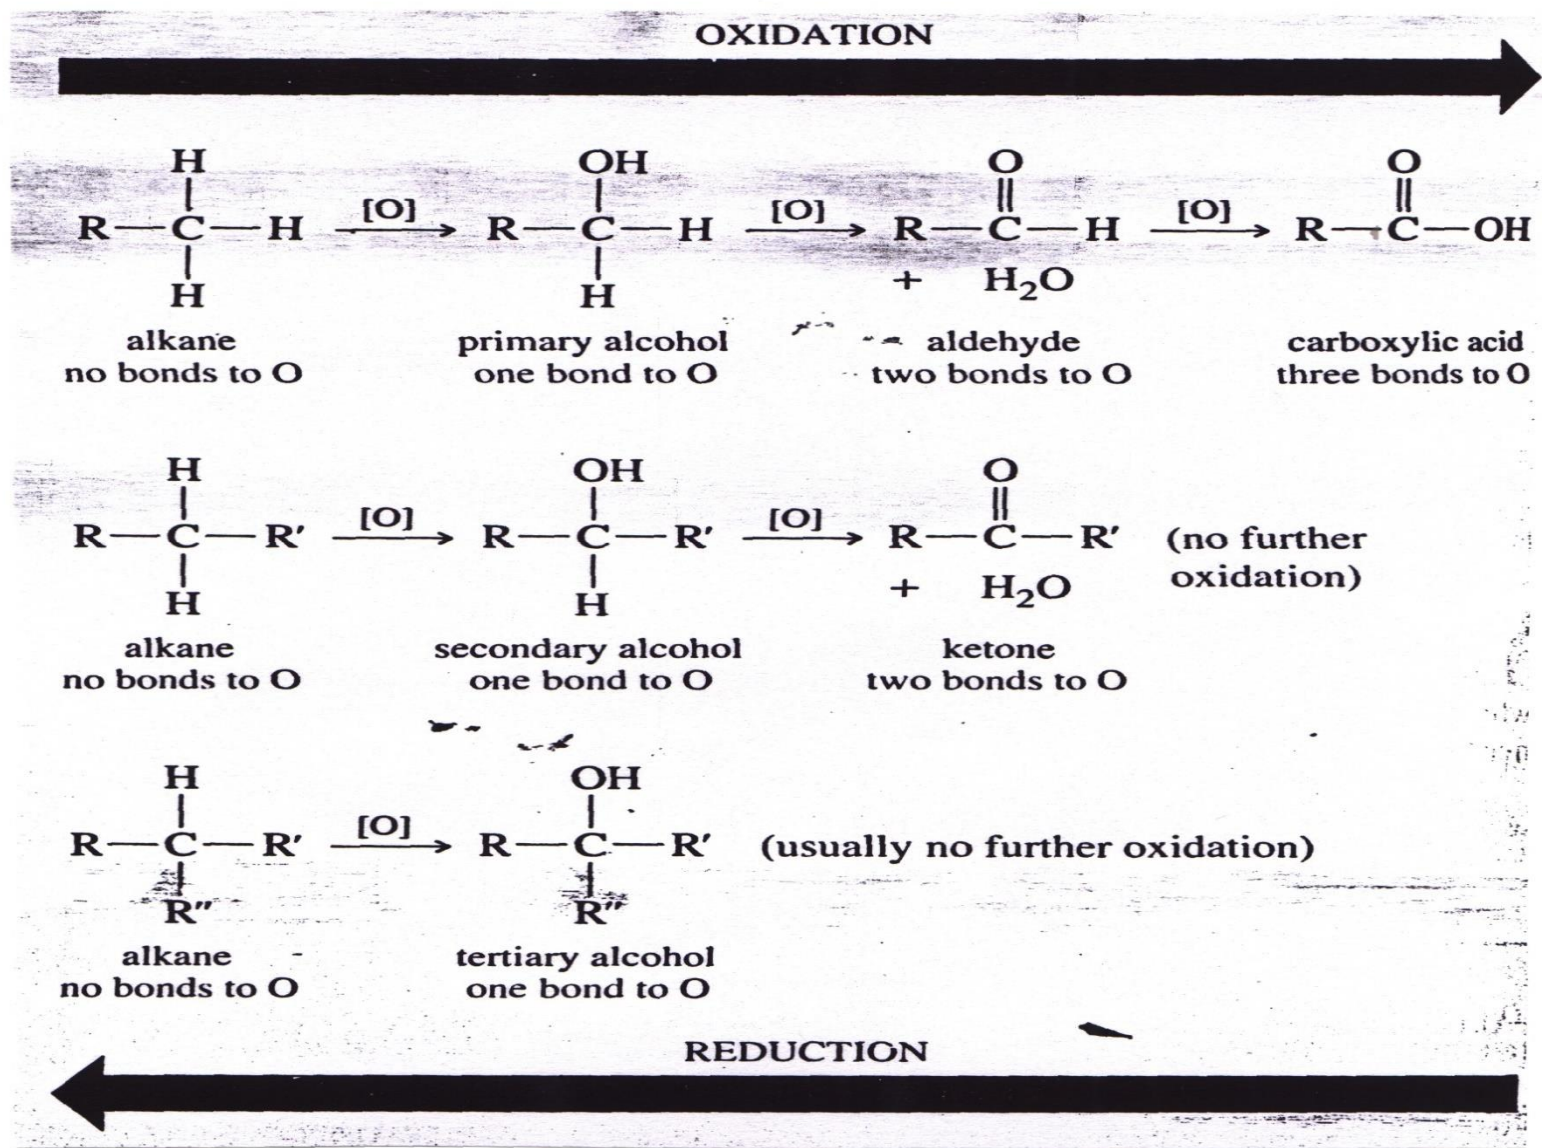 OXIDATION
H OH O O
R—C—H [O] R—C—H [O] R—C—H [O] R—C—OH
H H + H₂O
alkane primary alcohol aldehyde carboxylic acid
no bonds to O one bond to O two bonds to O three bonds to O
H OH O
R—C—R′ [O] R—C—R′ [O] R—C—R′ (no further
H H + H₂O oxidation)
alkane secondary alcohol ketone
no bonds to O one bond to O two bonds to O
H OH
R—C—R′ [O] R—C—R′ (usually no further oxidation)
R″ R″
alkane tertiary alcohol
no bonds to O one bond to O
REDUCTION